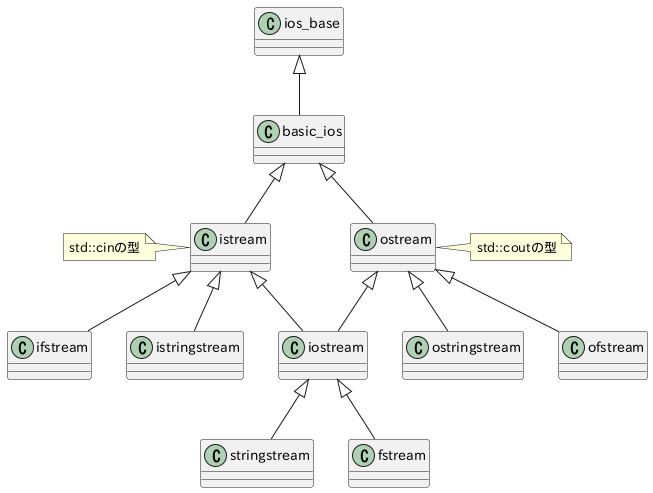 C ios_base
C basic_ios
std::cinの型
C istream
C ostream
std::coutの型
C ifstream
C istringstream
C iostream
C ostringstream
C ofstream
C stringstream
C fstream